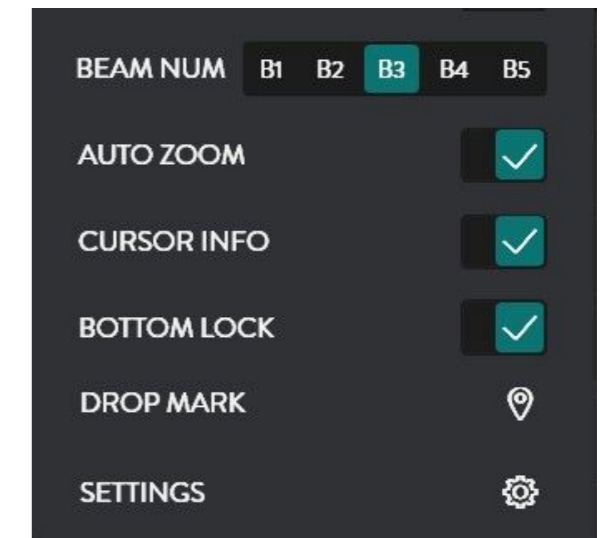 BEAM NUM B1 B2 B3 B4 B5
AUTO ZOOM
CURSOR INFO
BOTTOM LOCK
DROP MARK
SETTINGS